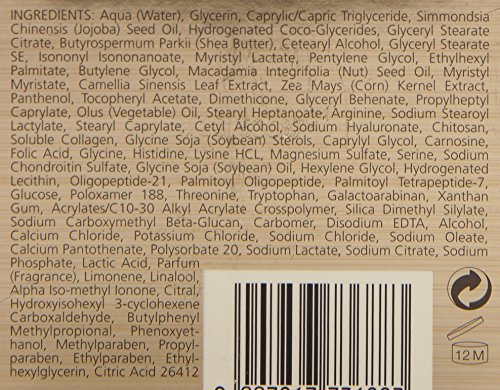 INGREDIENTS: Aqua (Water), Glycerin, Caprylic/Capric Triglyceride, Simmondsia
Chinensis (Jojoba) Seed Oil, Hydrogenated Coco-Glycerides, Glyceryl Stearate
Citrate, Butyrospermum Parkii (Shea Butter), Cetearyl Alcohol, Glyceryl Stearate
SE, Isononyl Isononanoate, Myristyl Lactate, Pentylene Glycol, Ethylhexyl
Palmitate, Butylene Glycol, Macadamia Integrifolia (Nut) Seed Oil, Myristyl
Myristate, Camellia Sinensis Leaf Extract, Zea Mays (Corn) Kernel Extract,
Panthenol, Tocopheryl Acetate, Dimethicone, Glyceryl Behenate, Propylheptyl
Caprylate, Olus (Vegetable) Oil, Stearyl Heptanoate, Arginine, Sodium Stearoyl
Lactylate, Stearyl Caprylate, Cetyl Alcohol, Sodium Hyaluronate, Chitosan,
Soluble Collagen, Glycine Soja (Soybean) Sterols, Caprylyl Glycol, Carnosine,
Folic Acid, Glycine, Histidine, Lysine HCL, Magnesium Sulfate, Serine, Sodium
Chondroitin Sulfate, Glycine Soja (Soybean) Oil, Hexylene Glycol, Hydrogenated
Lecithin, Oligopeptide-21, Palmitoyl Oligopeptide, Palmitoyl Tetrapeptide-7,
Glucose, Poloxamer 188, Threonine, Tryptophan, Galactoarabinan, Xanthan
Gum, Acrylates/C10-30 Alkyl Acrylate Crosspolymer, Silica Dimethyl Silylate,
Sodium Carboxymethyl Beta-Glucan, Carbomer, Disodium EDTA, Alcohol,
Calcium Chloride, Potassium Chloride, Sodium Chloride, Sodium Oleate,
Calcium Pantothenate, Polysorbate 20, Sodium Lactate, Sodium Citrate, Sodium
Phosphate, Lactic Acid, Parfum
(Fragrance), Limonene, Linalool,
Alpha Iso-methyl Ionone, Citral,
Hydroxyisohexyl 3-cyclohexene
Carboxaldehyde, Butylphenyl
Methylpropional, Phenoxyet-
hanol, Methylparaben, Propyl-
paraben, Ethylparaben, Ethyl-
hexylglycerin, Citric Acid 26412
12 M